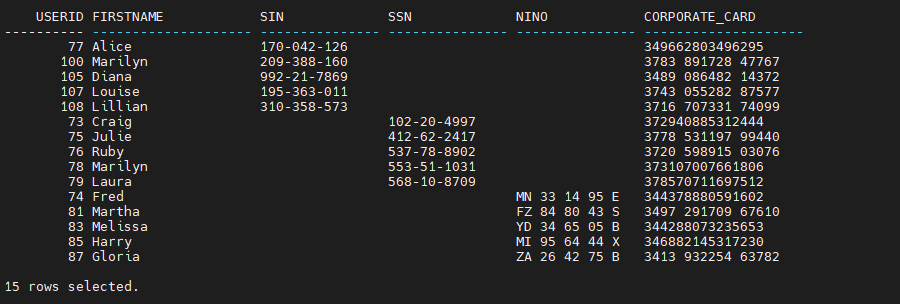 USERID FIRSTNAME SIN SSN NINO CORPORATE_CARD
---------- -------------------- --------------- --------------- --------------- --------------------
77 Alice 170-042-126 349662803496295
100 Marilyn 209-388-160 3783 891728 47767
105 Diana 992-21-7869 3489 086482 14372
107 Louise 195-363-011 3743 055282 87577
108 Lillian 310-358-573 3716 707331 74099
73 Craig 102-20-4997 372940885312444
75 Julie 412-62-2417 3778 531197 99440
76 Ruby 537-78-8902 3720 598915 03076
78 Marilyn 553-51-1031 373107007661806
79 Laura 568-10-8709 378570711697512
74 Fred MN 33 14 95 E 344378880591602
81 Martha FZ 84 80 43 S 3497 291709 67610
83 Melissa YD 34 65 05 B 344288073235653
85 Harry MI 95 64 44 X 346882145317230
87 Gloria ZA 26 42 75 B 3413 932254 63782
15 rows selected.